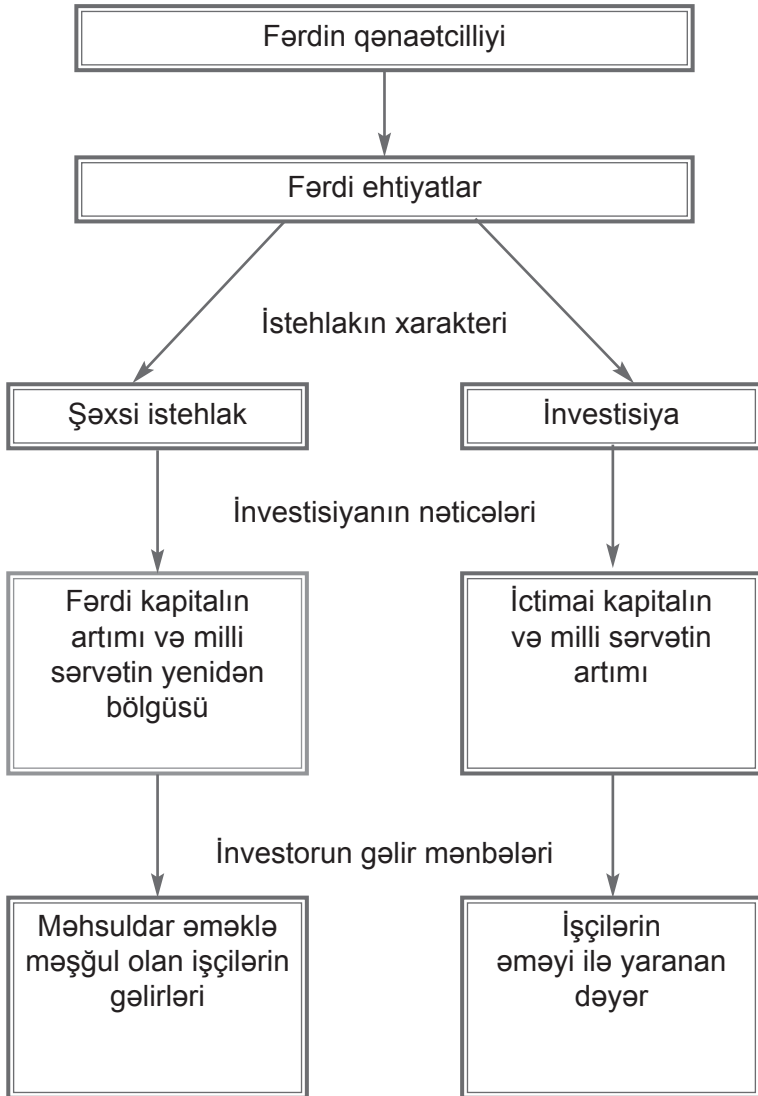 Fərdin qənaətcilliyi
Fərdi ehtiyatlar
İstehlakın xarakteri
Şəxsi istehlak
İnvestisiya
İnvestisiyanın nəticələri
Fərdi kapitalın
artımı və milli
sərvətin yenidən
bölgüsü
İctimai kapitalın
və milli sərvətin
artımı
İnvestorun gəlir mənbələri
Məhsuldar əməklə
məşğul olan işçilərin
gəlirləri
İşçilərin
əməyi ilə yaranan
dəyər